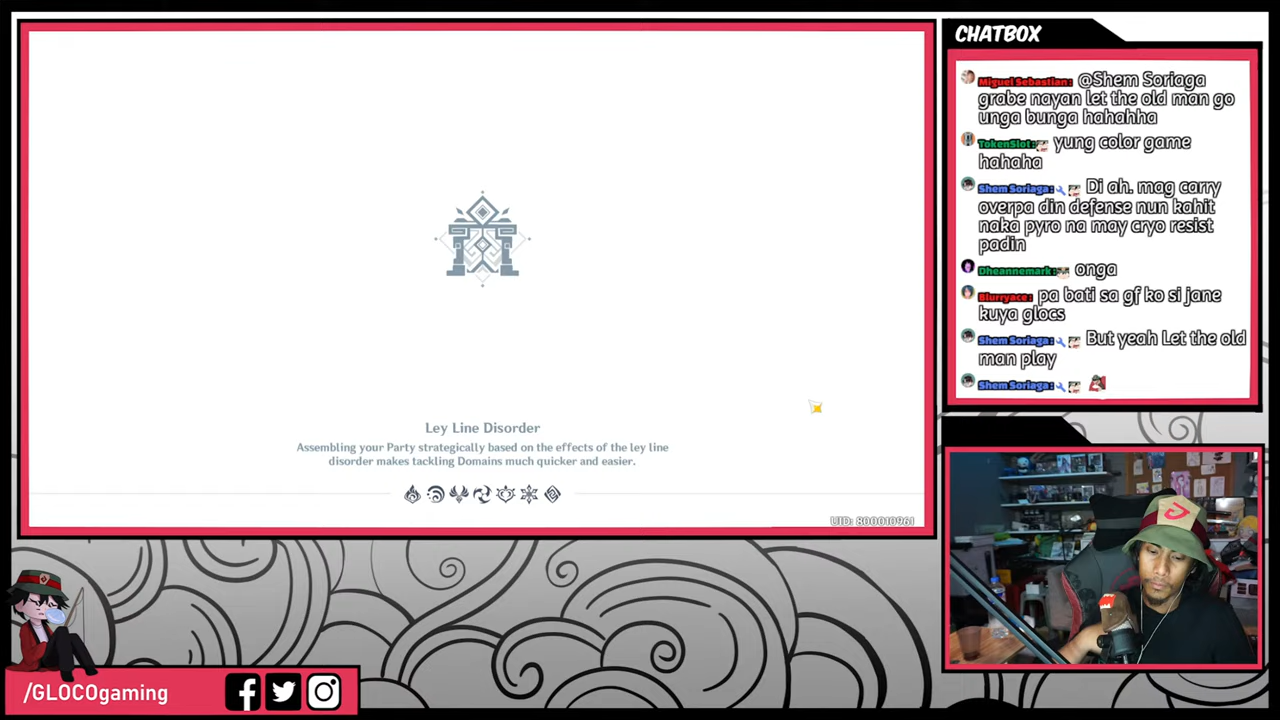 CHATBOX
Miguel Sebastian: @Shem Soriaga
grabe nayan let the old man go
unga bunga hahahha
TokenSlot: yung color game
hahaha
Shem Soriaga: Di ah. mag carry
overpa din defense nun kahit
naka pyro na may cryo resist
padin
Dheannemark: onga
Blurryace: pa bati sa gf ko si jane
kuya glocs
Shem Soriaga: But yeah Let the old
man play
Shem Soriaga:
Ley Line Disorder
Assembling your Party strategically based on the effects of the ley line
disorder makes tackling Domains much quicker and easier.
UID: 800010961
/GLOCOgaming